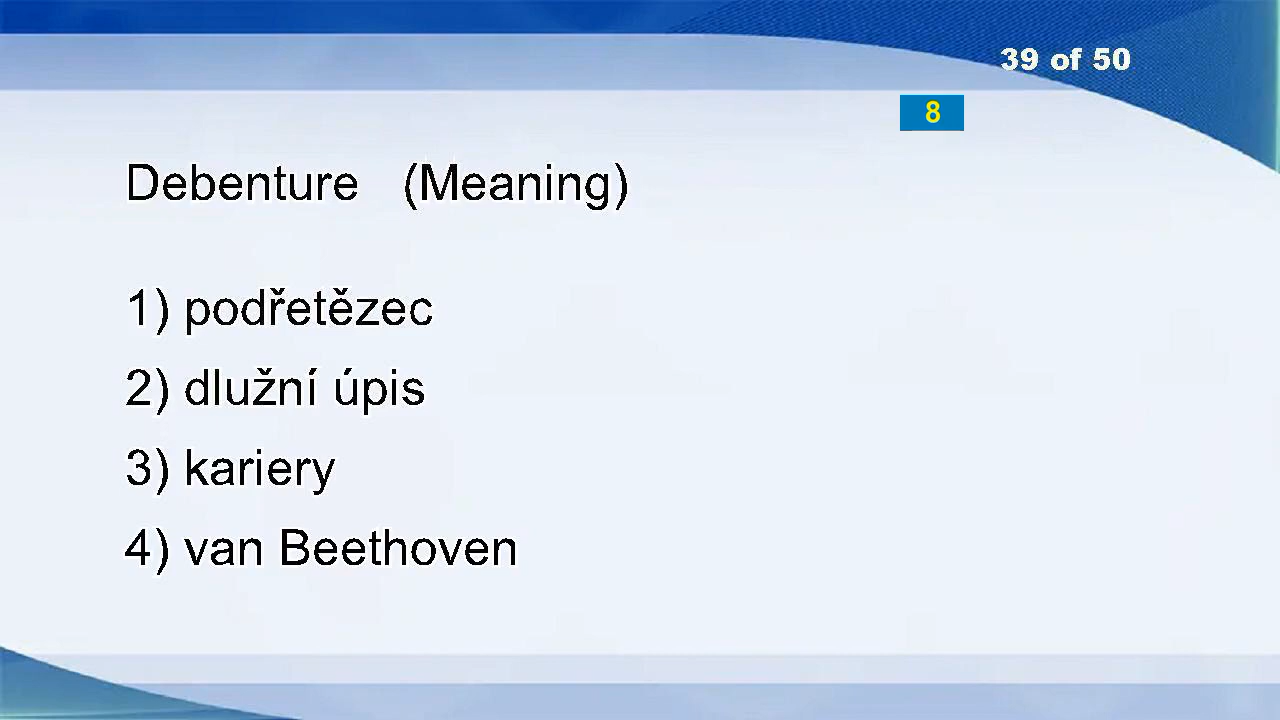 39 of 50
8
Debenture (Meaning)
1) podřetězec
2) dlužní úpis
3) kariery
4) van Beethoven